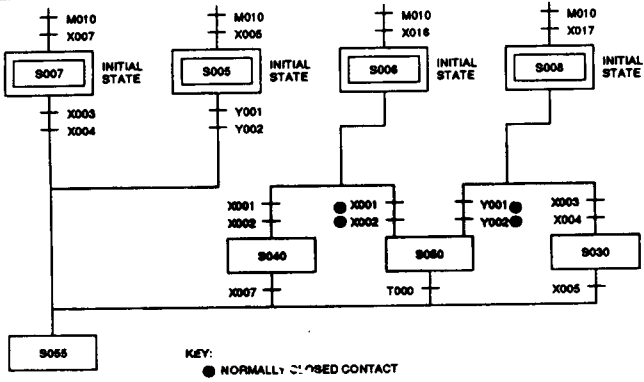 M010
X007
M010
X005
M010
X016
M010
X017
S007
INITIAL
STATE
S005
INITIAL
STATE
S006
INITIAL
STATE
S008
INITIAL
STATE
X003
X004
Y001
Y002
X001
X002
X001
X002
Y001
Y002
X003
X004
S040
S050
S030
X007
T000
X005
S055
KEY:
NORMALLY CLOSED CONTACT